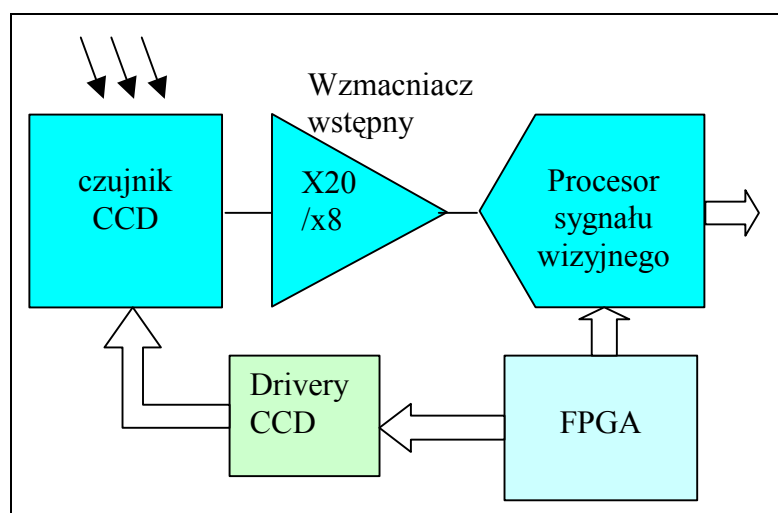 Wzmacniacz
wstępny
czujnik
CCD
X20
/x8
Procesor
sygnału
wizyjnego
Drivery
CCD
FPGA